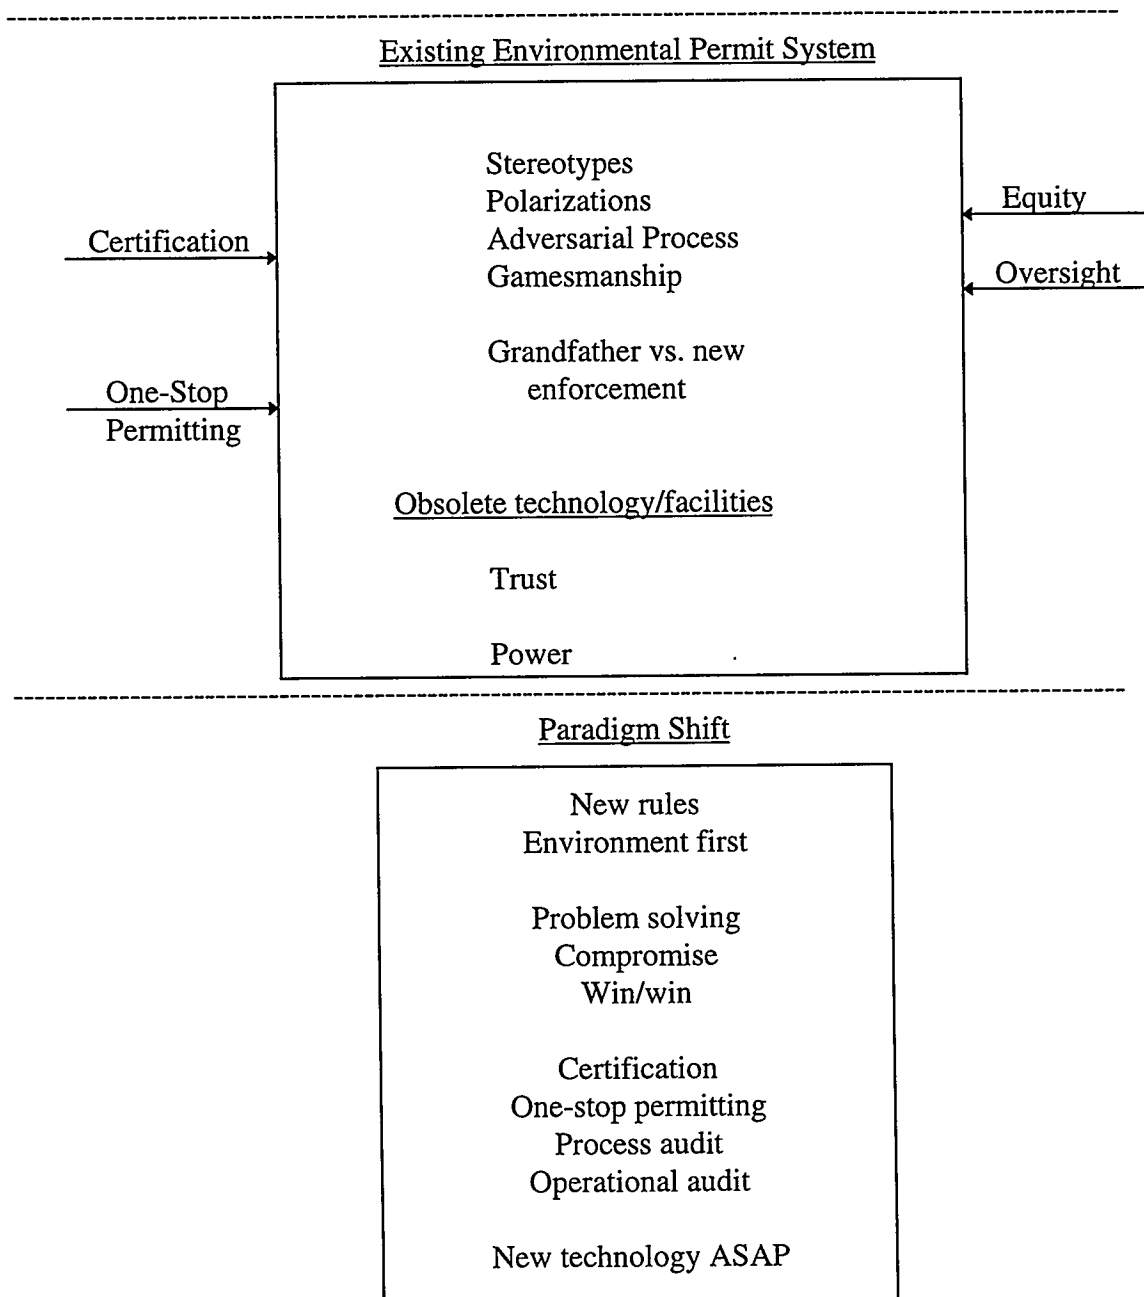 Existing Environmental Permit System
Stereotypes
Polarizations
Equity
Certification
Adversarial Process
Gamesmanship
Oversight
Grandfather vs. new
enforcement
One-Stop
Permitting
Obsolete technology/facilities
Trust
Power
Paradigm Shift
New rules
Environment first
Problem solving
Compromise
Win/win
Certification
One-stop permitting
Process audit
Operational audit
New technology ASAP